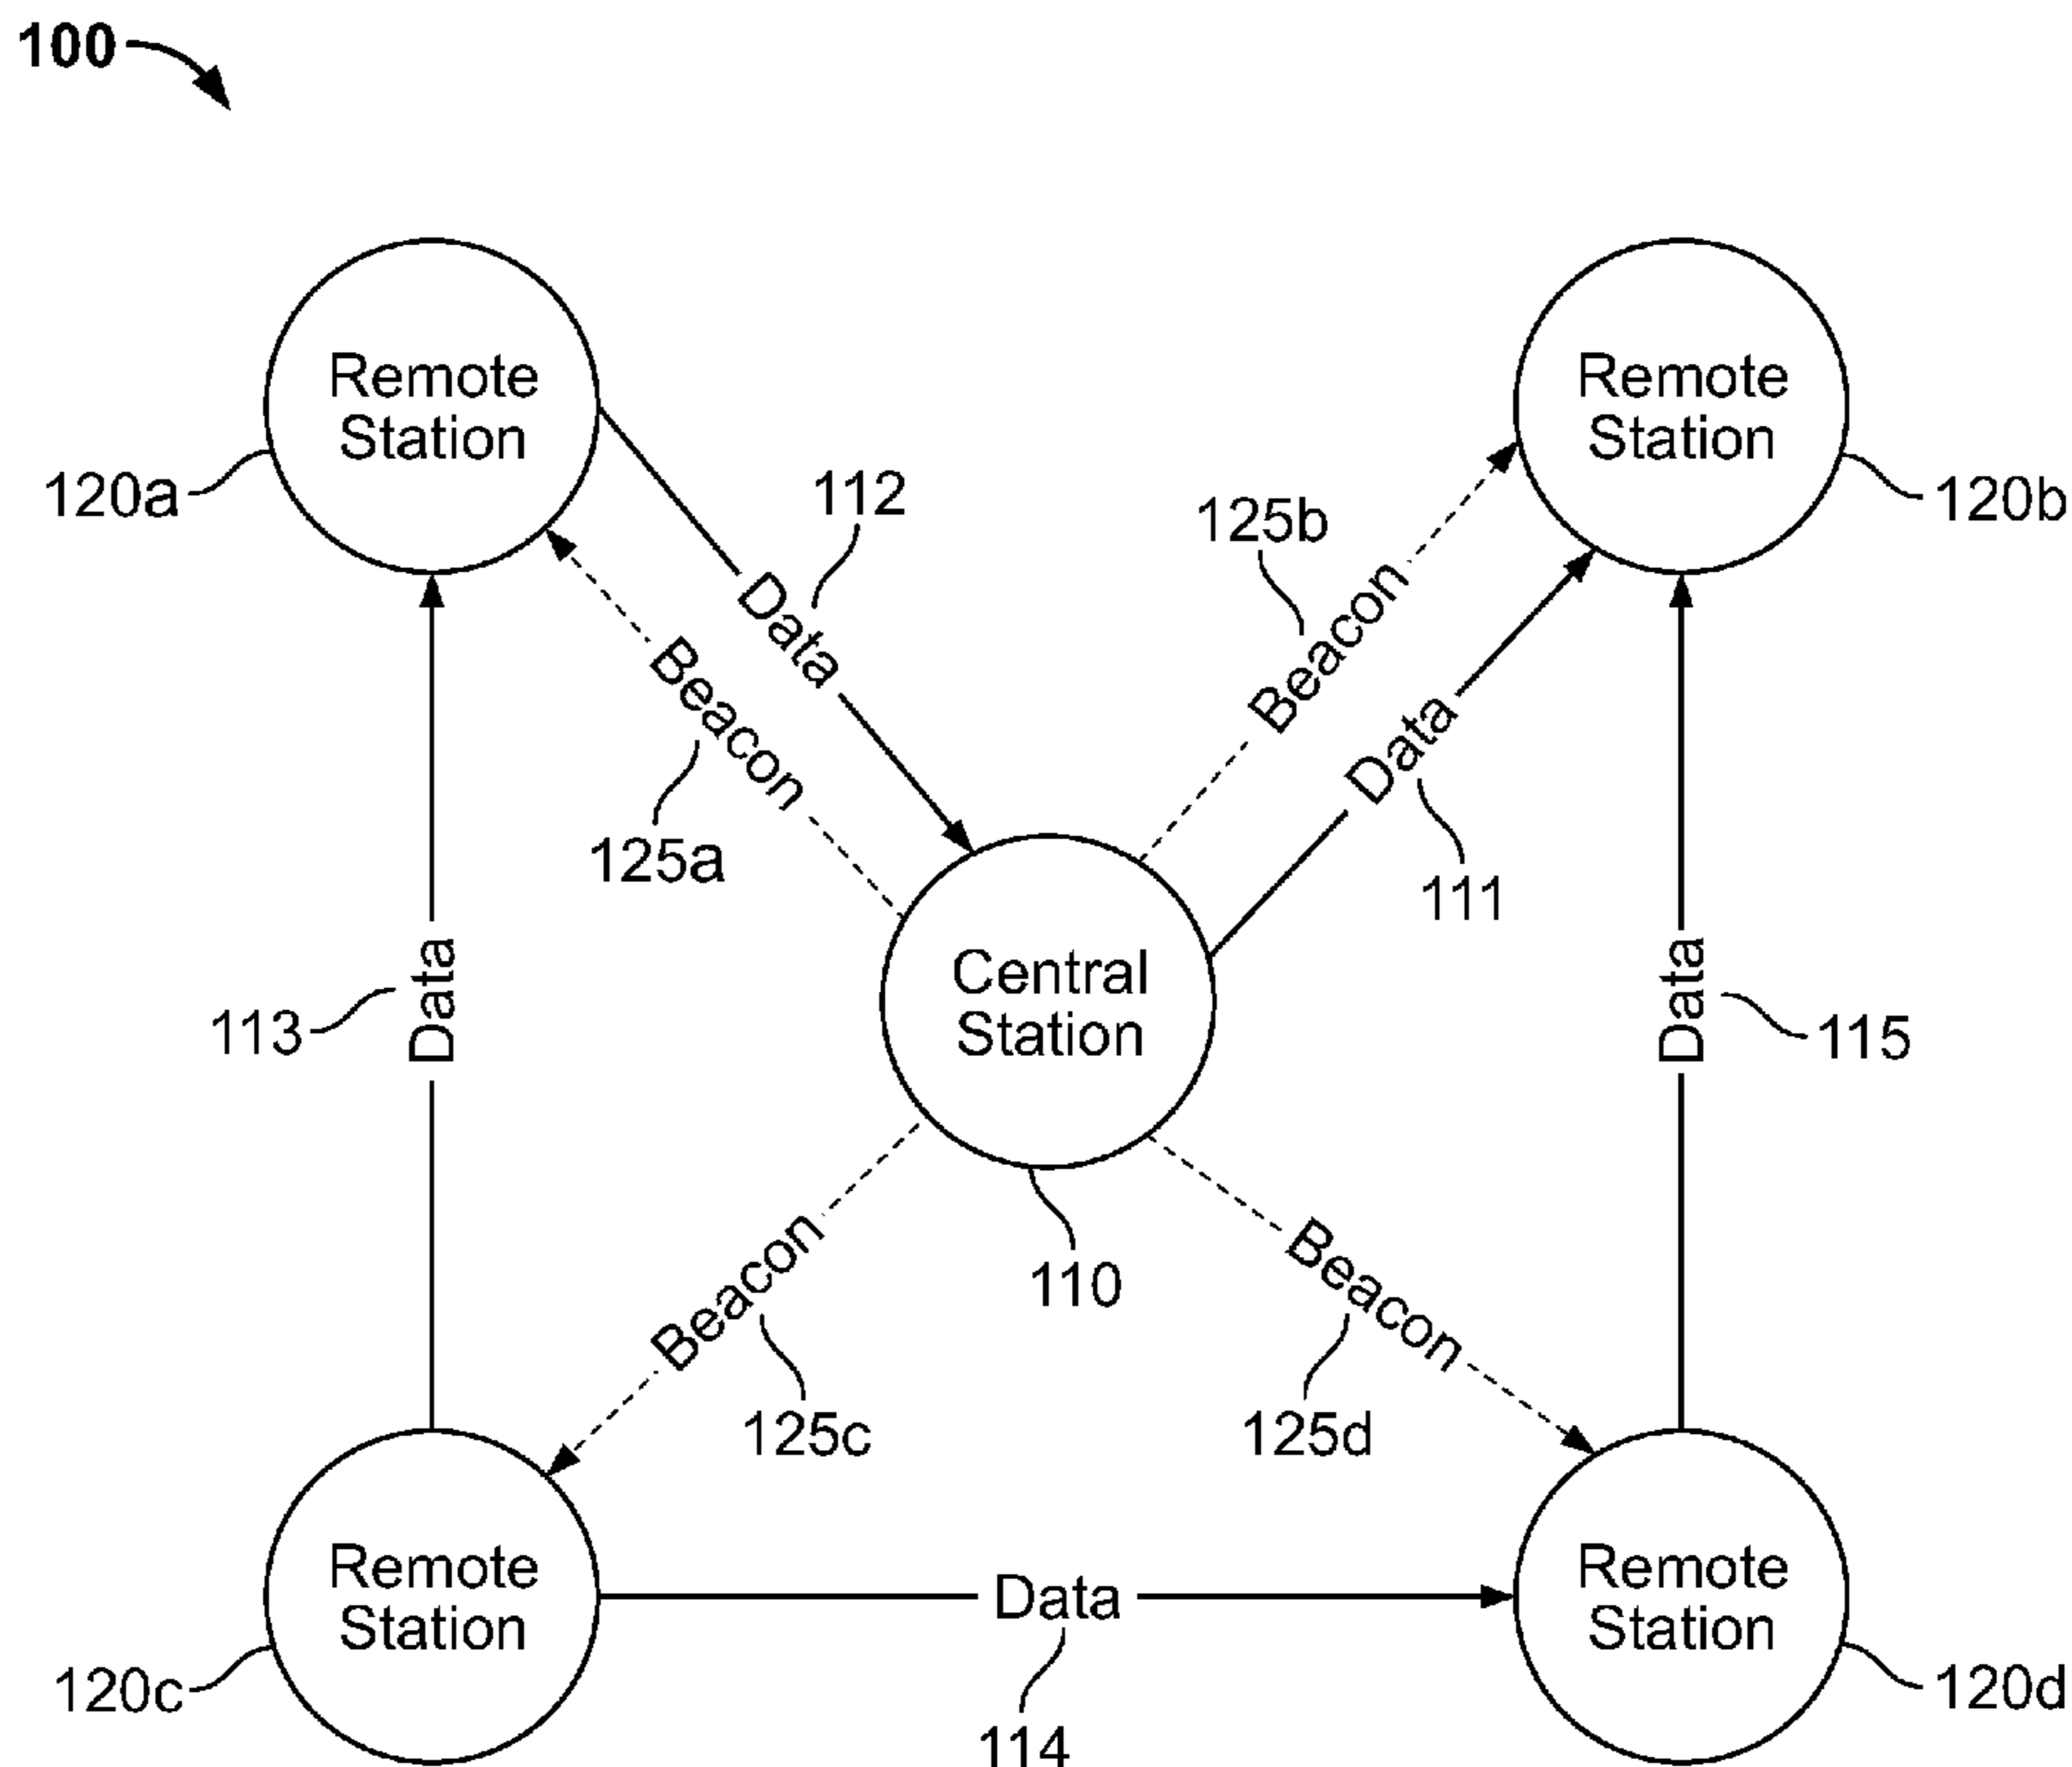 100
Remote
Station
Remote
Station
120a
112
125b
120b
Data
Beacon
Beacon
Data
125a
111
Central
Station
113
Data
Data
115
110
Beacon
Beacon
125c
125d
Remote
Station
Data
Remote
Station
120c
114
120d